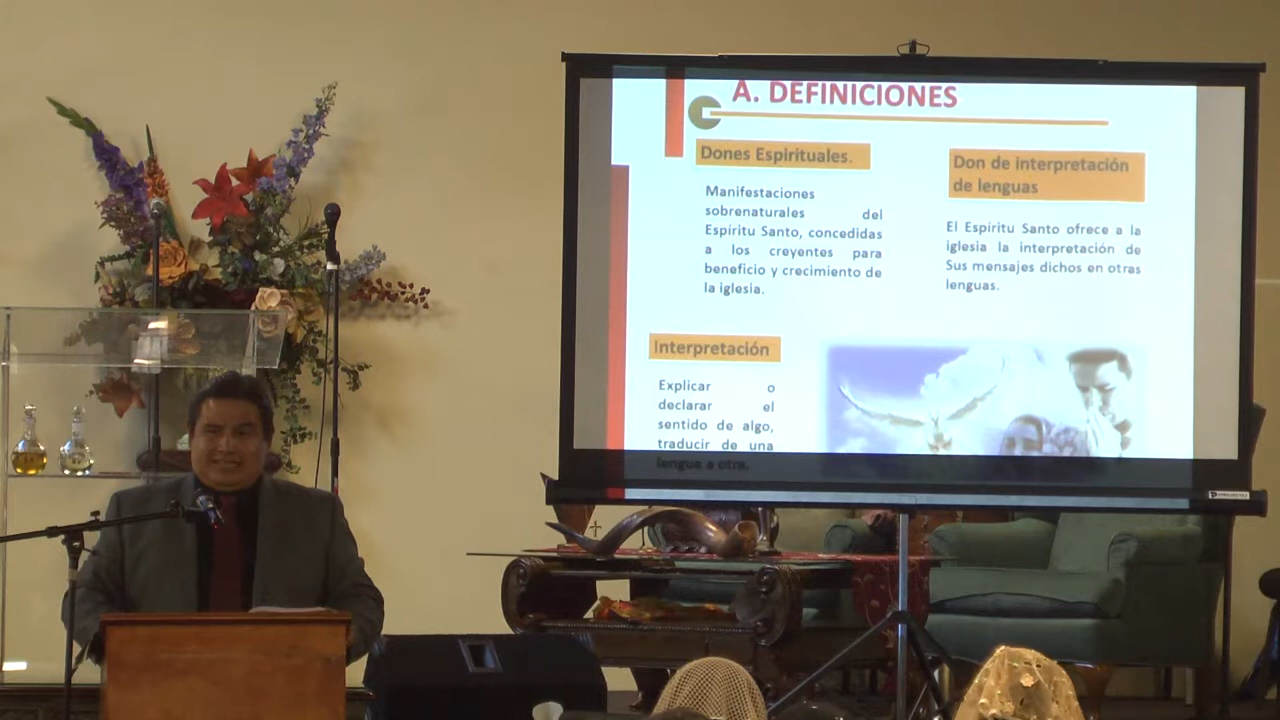 A. DEFINICIONES
Dones Espirituales.
Manifestaciones
sobrenaturales del
Espíritu Santo, concedidas
a los creyentes para
beneficio y crecimiento de
la iglesia.
Don de interpretación
de lenguas
El Espíritu Santo ofrece a la
iglesia la interpretación de
Sus mensajes dichos en otras
lenguas.
Interpretación
Explicar o
declarar el
sentido de algo,
traducir de una
lengua a otra.